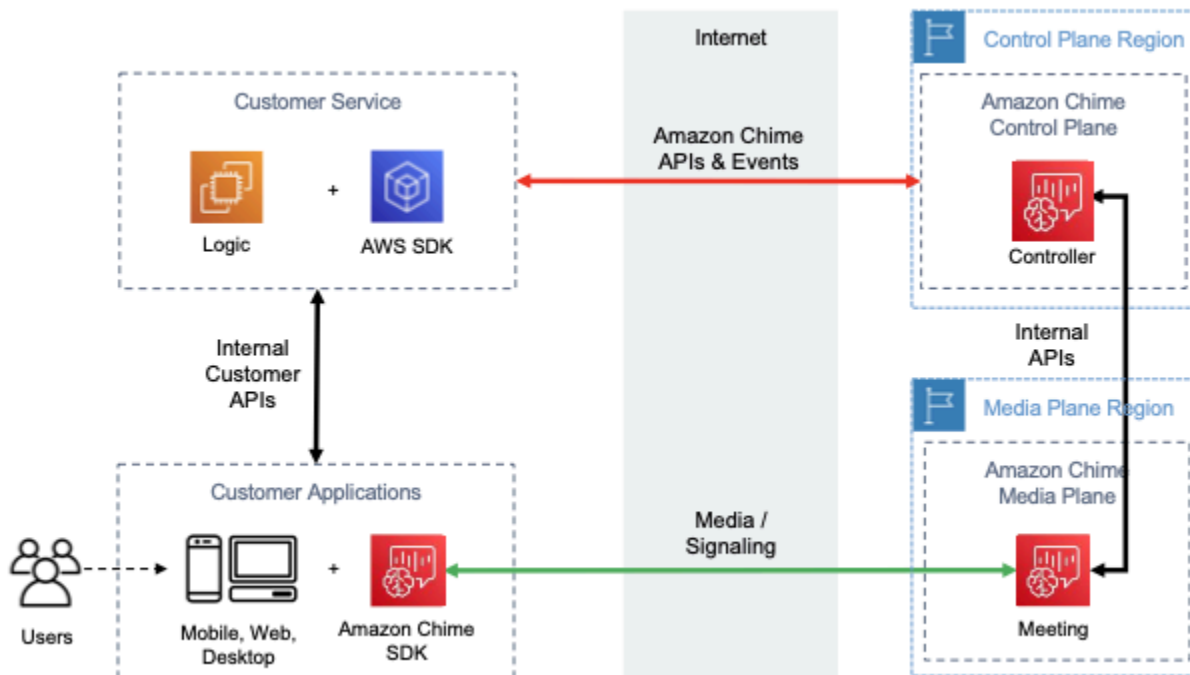 Internet
Control Plane Region
Customer Service
Amazon Chime
Control Plane
Amazon Chime
APIs & Events
+
Logic
AWS SDK
Controller
Internal
Customer
APIs
Internal
APIs
Media Plane Region
Customer Applications
Amazon Chime
Media Plane
Media /
Signaling
+
Users
Mobile, Web,
Desktop
Amazon Chime
SDK
Meeting